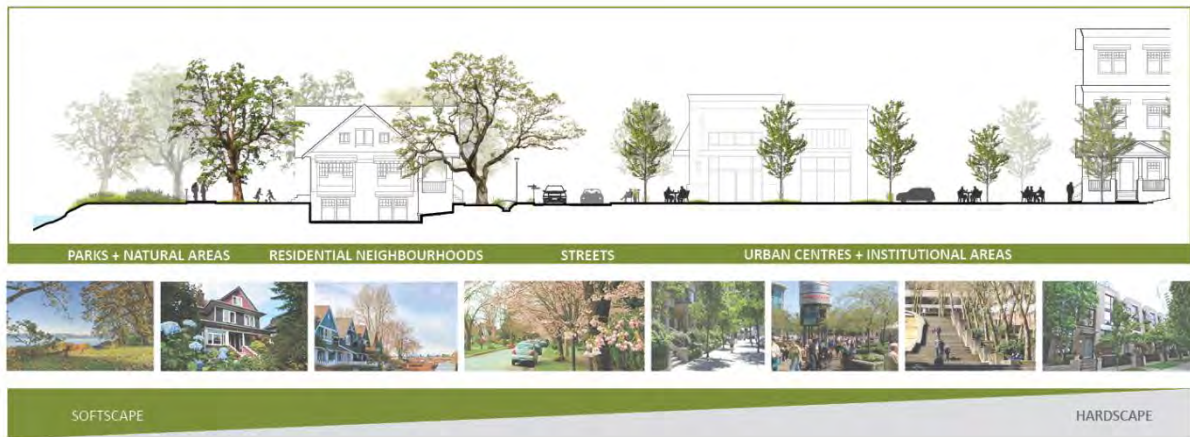 PARKS + NATURAL AREAS
RESIDENTIAL NEIGHBOURHOODS
STREETS
URBAN CENTRES + INSTITUTIONAL AREAS
SOFTSCAPE
HARDSCAPE